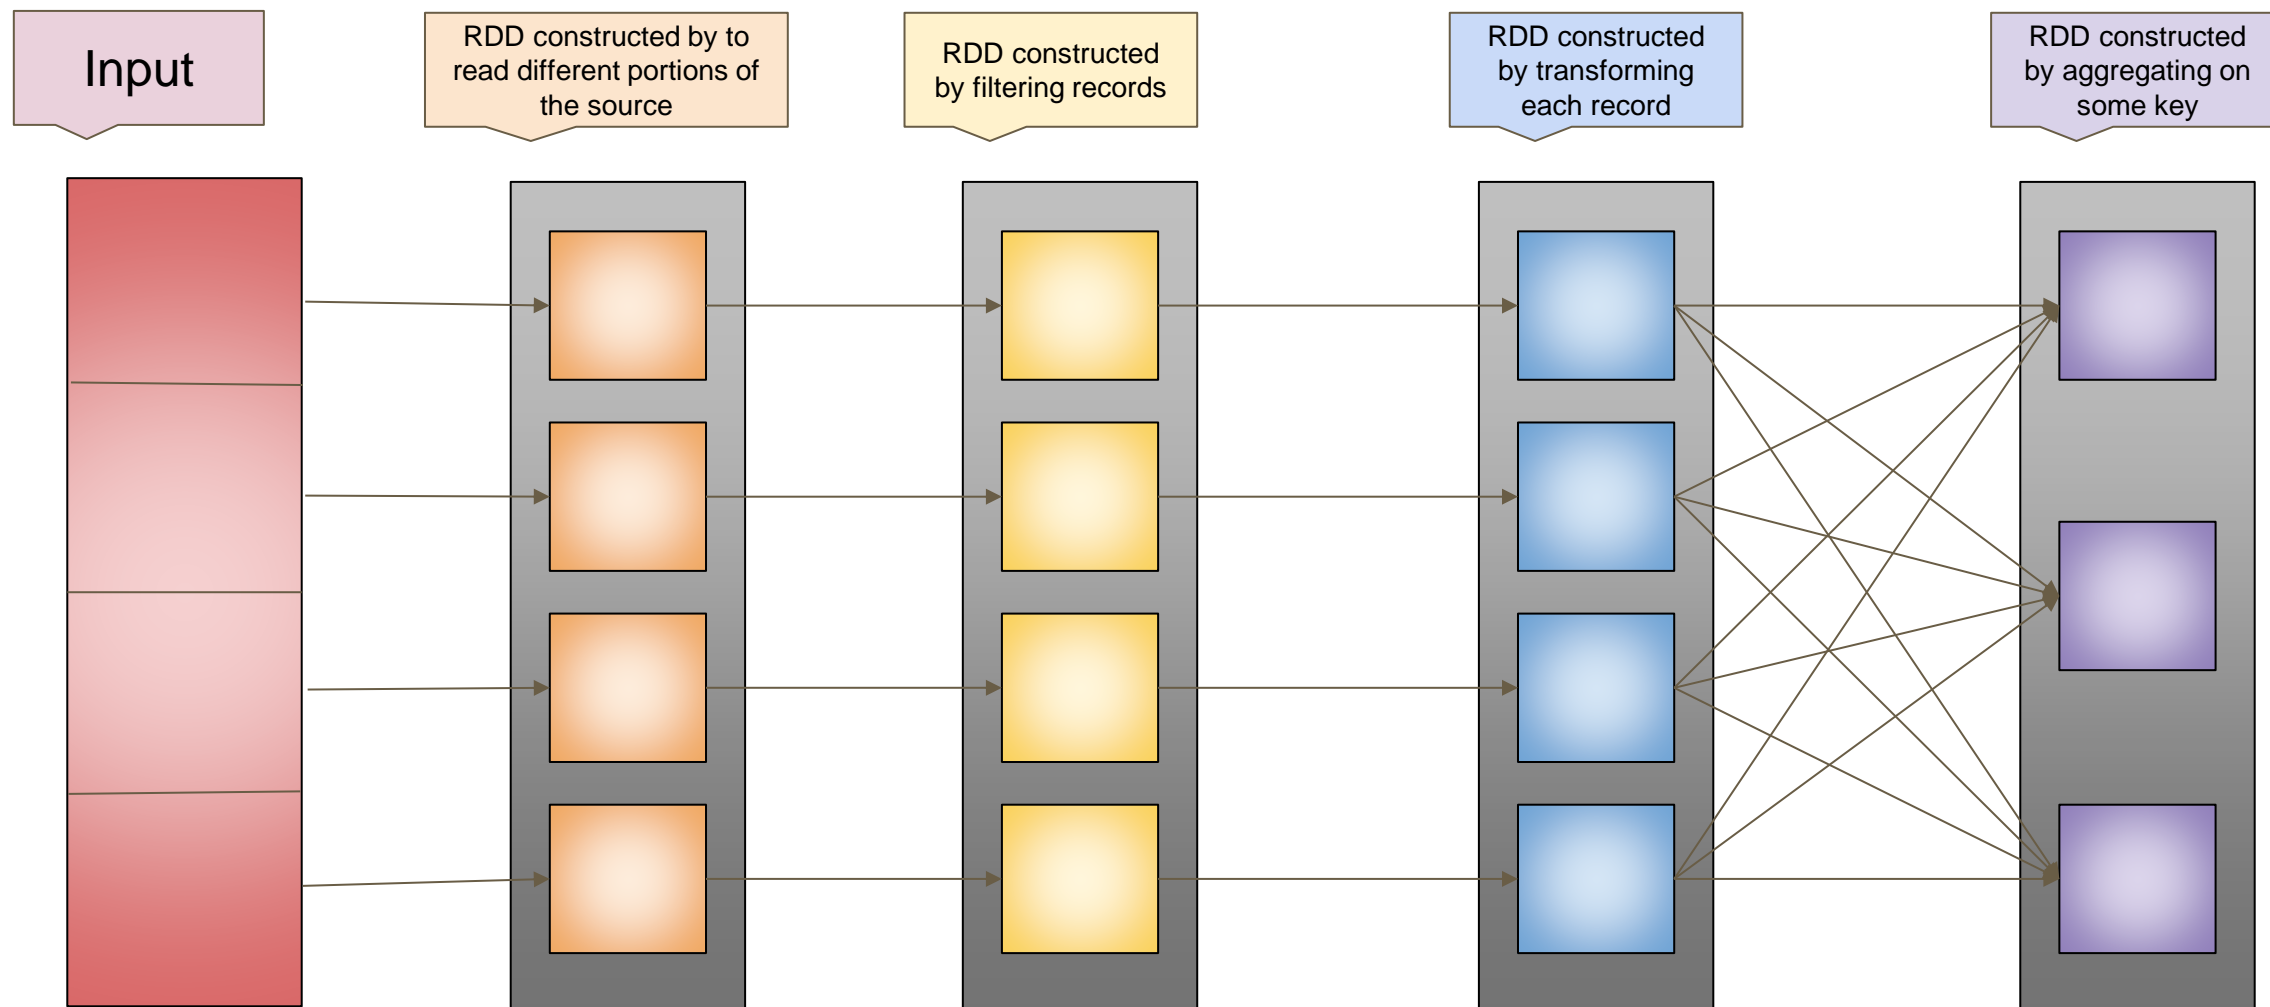 Input
RDD constructed by to
read different portions of
the source
RDD constructed
by filtering records
RDD constructed
by transforming
each record
RDD constructed
by aggregating on
some key